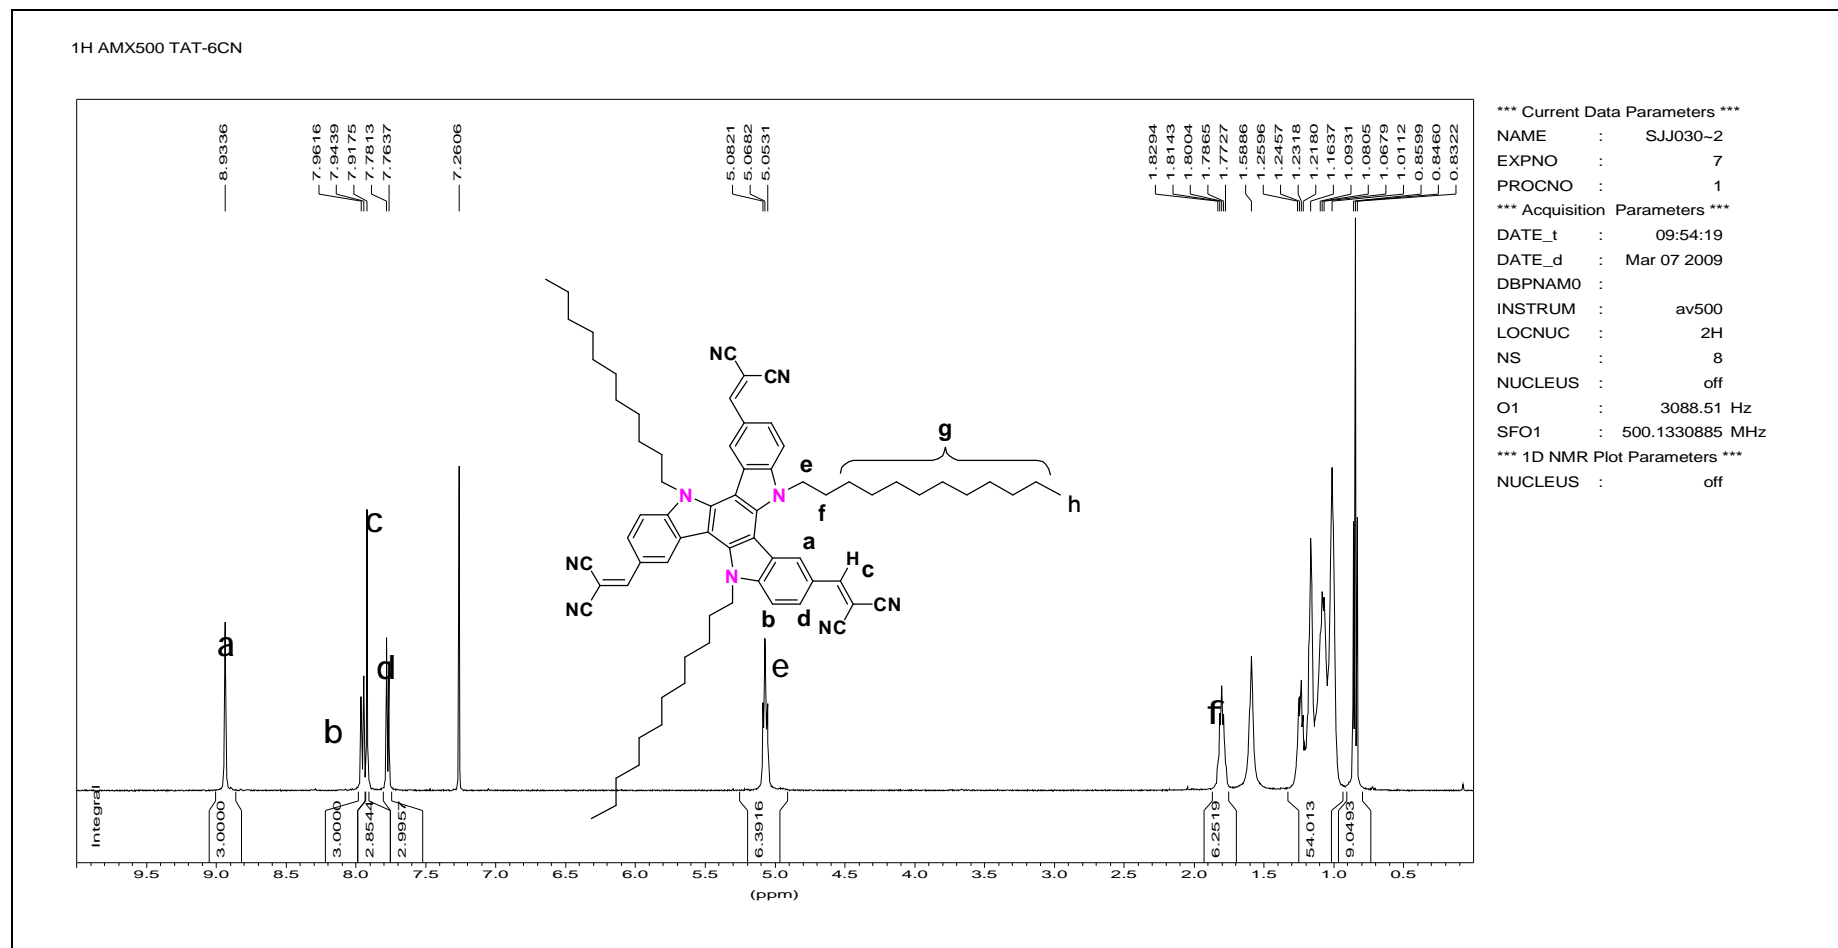 1H AMX500 TAT-6CN
8.9336
7.9616
7.9439
7.9175
7.7813
7.7637
7.2606
5.0821
5.0682
5.0531
1.8294
1.8143
1.8004
1.7865
1.7727
1.5886
1.2596
1.2457
1.2318
1.2180
1.1637
1.0931
1.0805
1.0679
1.0112
0.8599
0.8460
0.8322
*** Current Data Parameters ***
NAME : SJJ030~2
EXPNO : 7
PROCNO : 1
*** Acquisition Parameters ***
DATE_t : 09:54:19
DATE_d : Mar 07 2009
DBPNAM0 :
INSTRUM : av500
LOCNUC : 2H
NS : 8
NUCLEUS : off
O1 : 3088.51 Hz
SFO1 : 500.1330885 MHz
*** 1D NMR Plot Parameters ***
NUCLEUS : off
NC
CN
g
e
N
N
h
f
c
a
H
c
NC
N
NC
CN
b
d
NC
a
b
d
e
f
Integral
3.0000
3.0000
2.8544
2.9957
6.3916
6.2519
54.013
9.0493
9.5 9.0 8.5 8.0 7.5 7.0 6.5 6.0 5.5 5.0 4.5 4.0 3.5 3.0 2.5 2.0 1.5 1.0 0.5
(ppm)